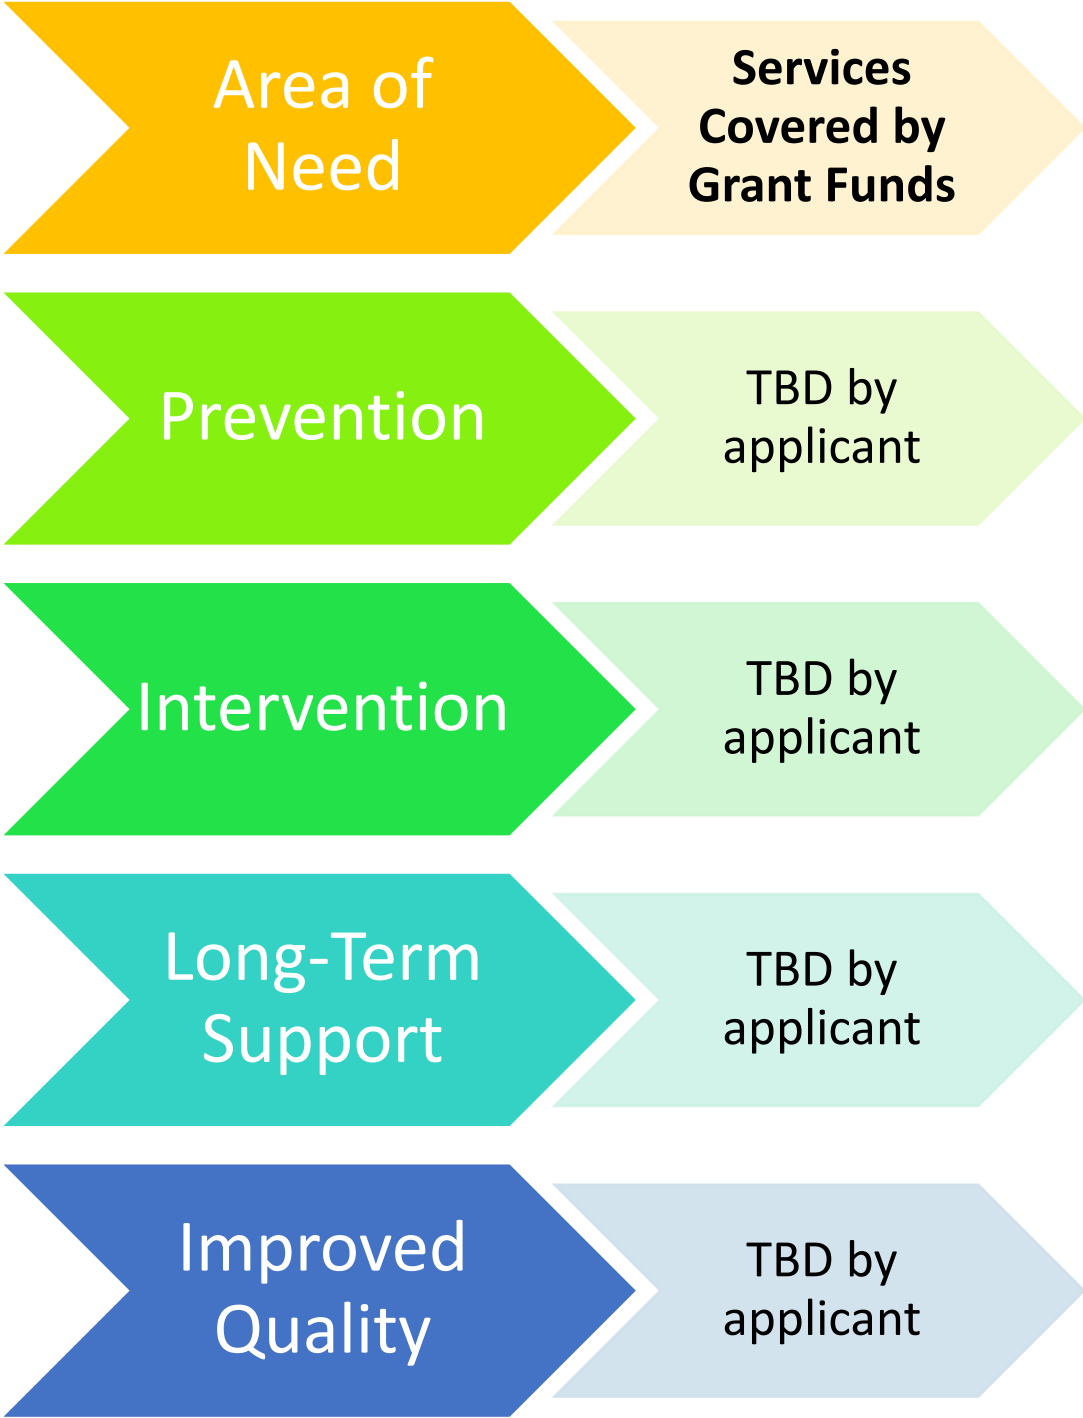 Area of
Need
Services
Covered by
Grant Funds
Prevention
TBD by
applicant
Intervention
TBD by
applicant
Long-Term
Support
TBD by
applicant
Improved
Quality
TBD by
applicant